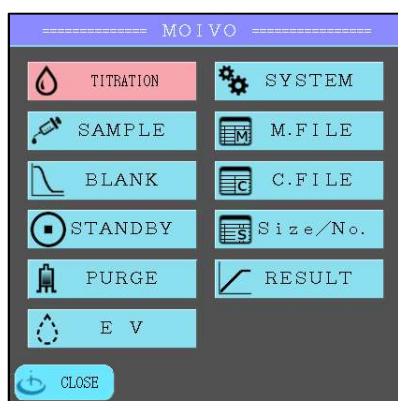 ============== MOIVO ================
TITRATION
SYSTEM
SAMPLE
M.FILE
M
BLANK
C.FILE
C
STANDBY
Size/No.
S
PURGE
RESULT
E V
CLOSE